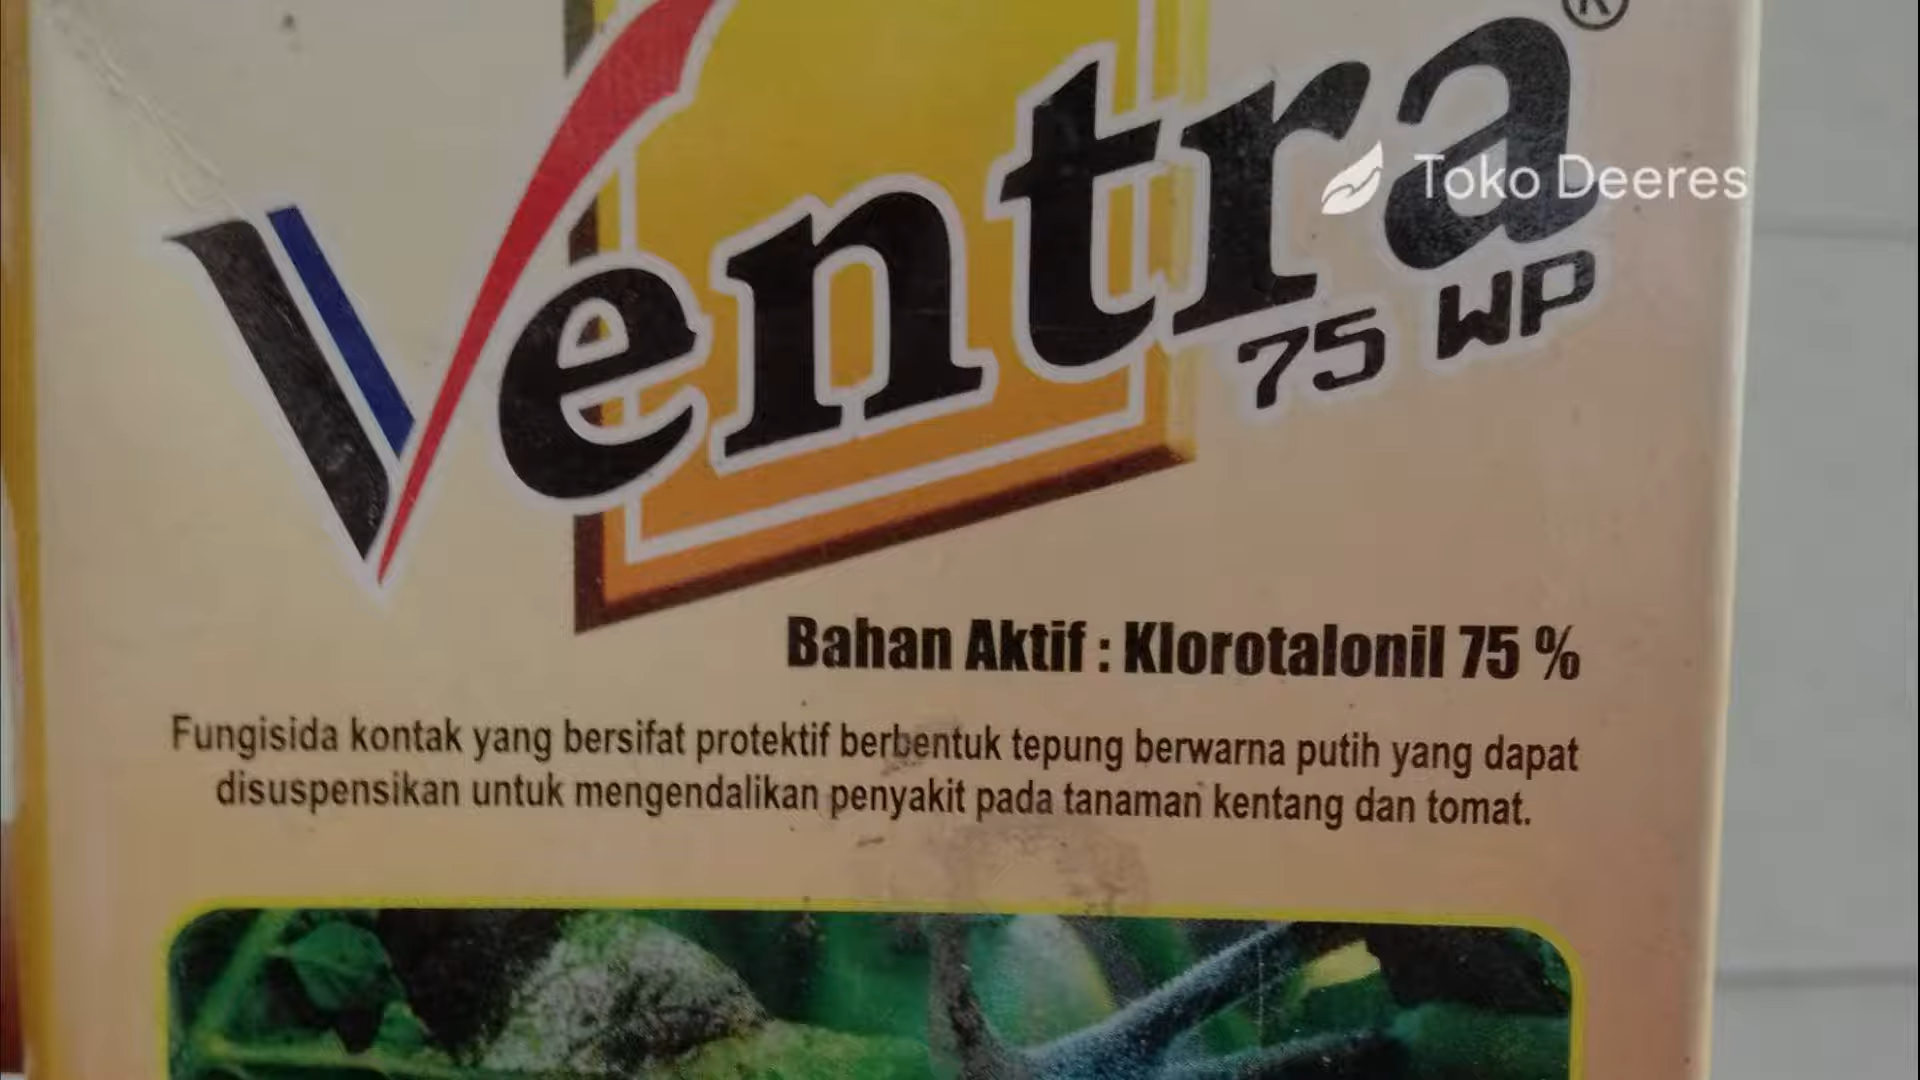 Ventra®
Toko Deeres
75 WP
Bahan Aktif : Klorotalonil 75 %
Fungisida kontak yang bersifat protektif berbentuk tepung berwarna putih yang dapat
disuspensikan untuk mengendalikan penyakit pada tanaman kentang dan tomat.